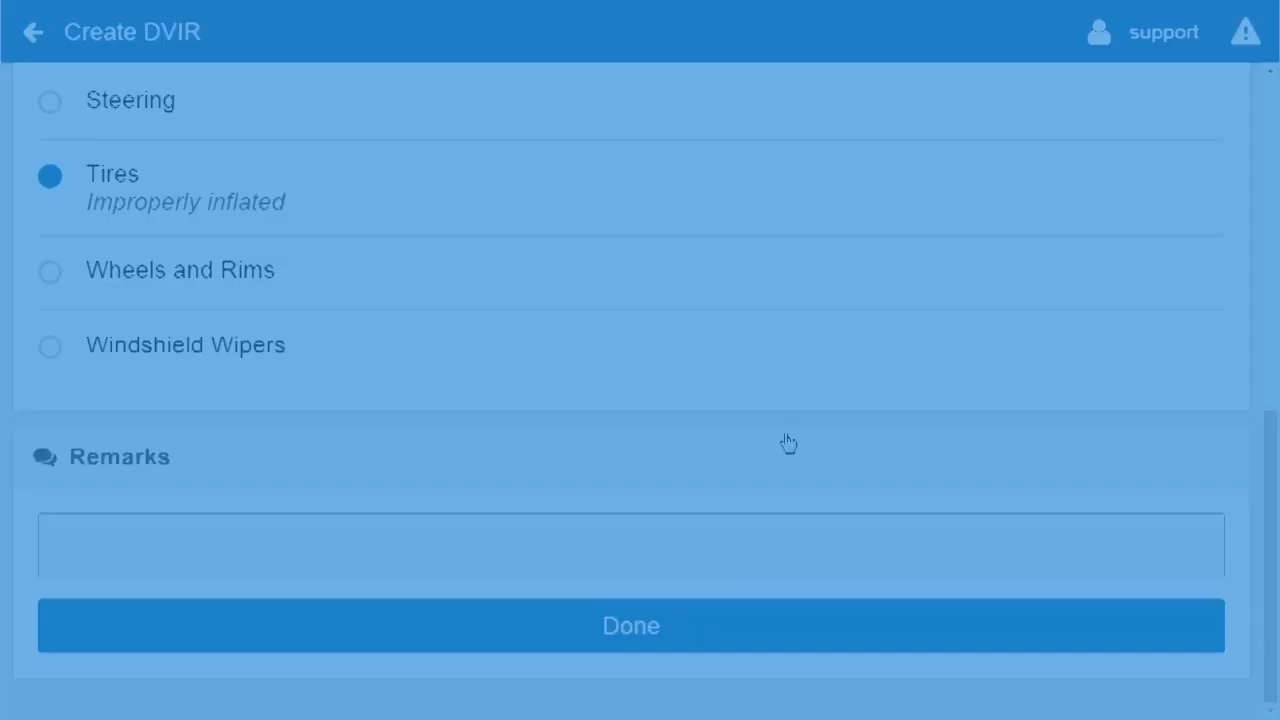 Create DVIR
support
Steering
Tires
Improperly inflated
Wheels and Rims
Windshield Wipers
Remarks
Done